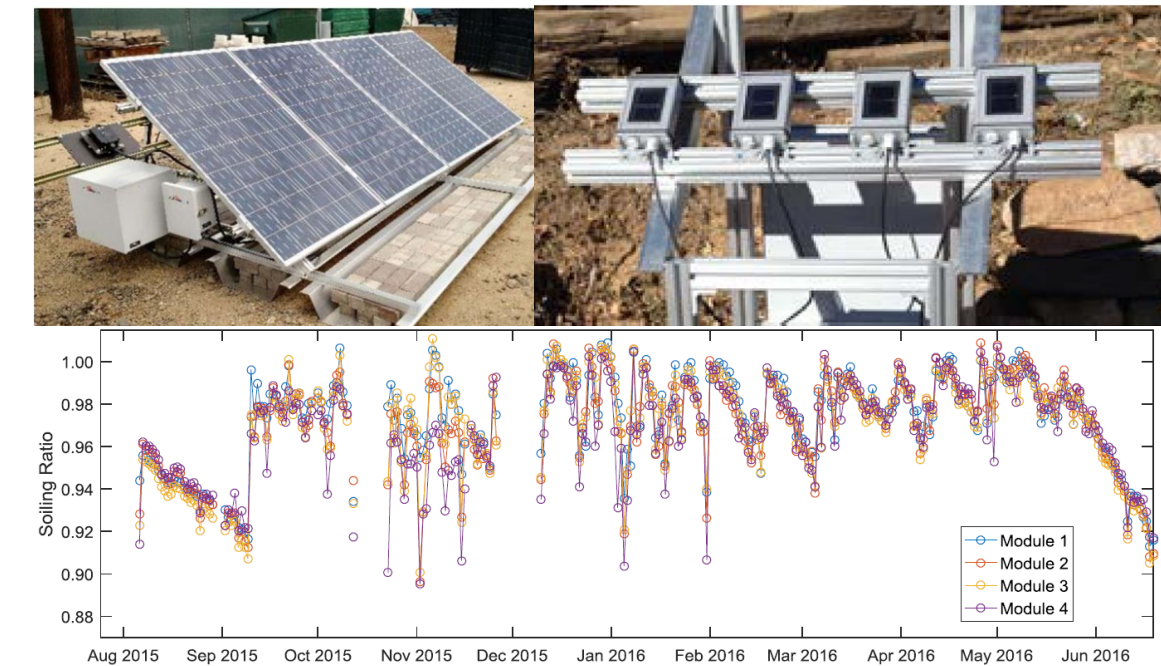 1.00
0.98
0.96
0.94
0.92
0.90
0.88
Soiling Ratio
Module 1
Module 2
Module 3
Module 4
Aug 2015 Sep 2015 Oct 2015 Nov 2015 Dec 2015 Jan 2016 Feb 2016 Mar 2016 Apr 2016 May 2016 Jun 2016